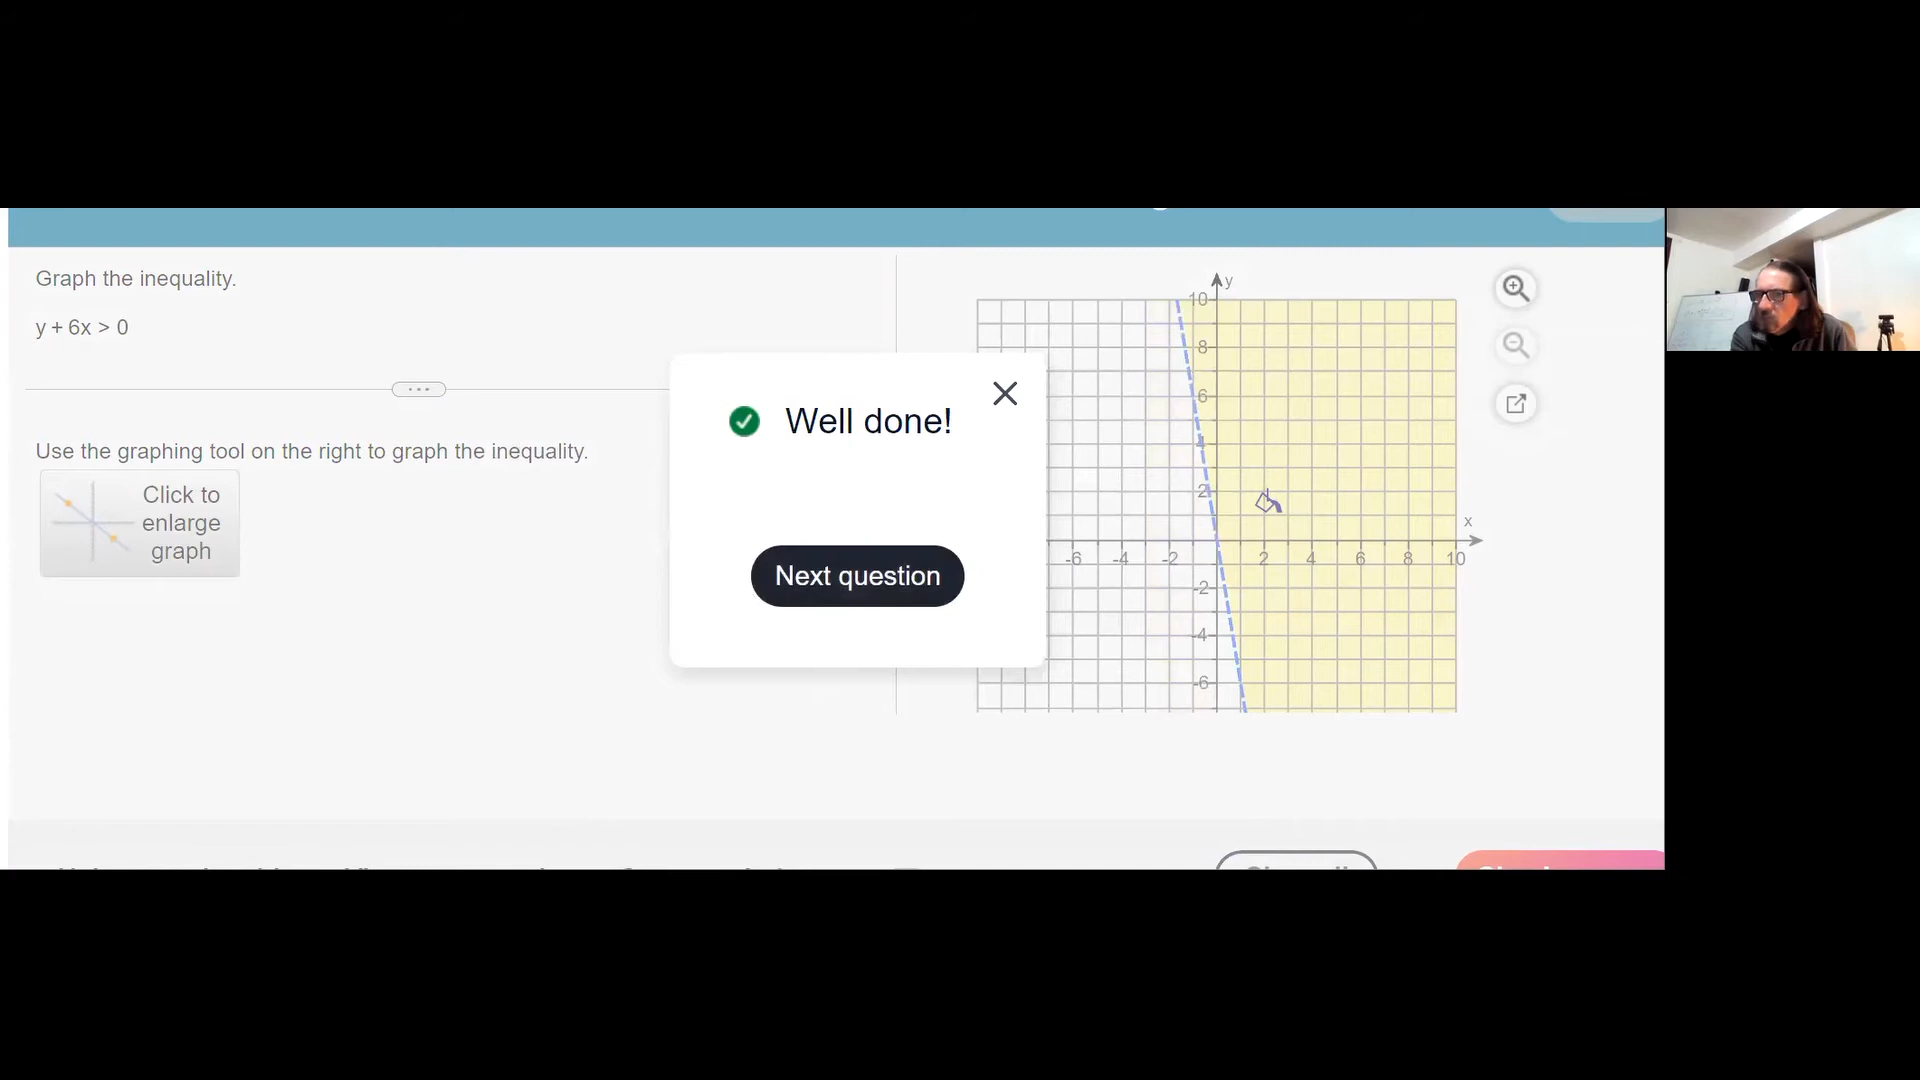 Graph the inequality.
y + 6x > 0
Use the graphing tool on the right to graph the inequality.
Click to
enlarge
graph
Well done!
Next question
y
10
8
6
4
2
x
-6 -4 -2 2 4 6 8 10
-2
-4
-6